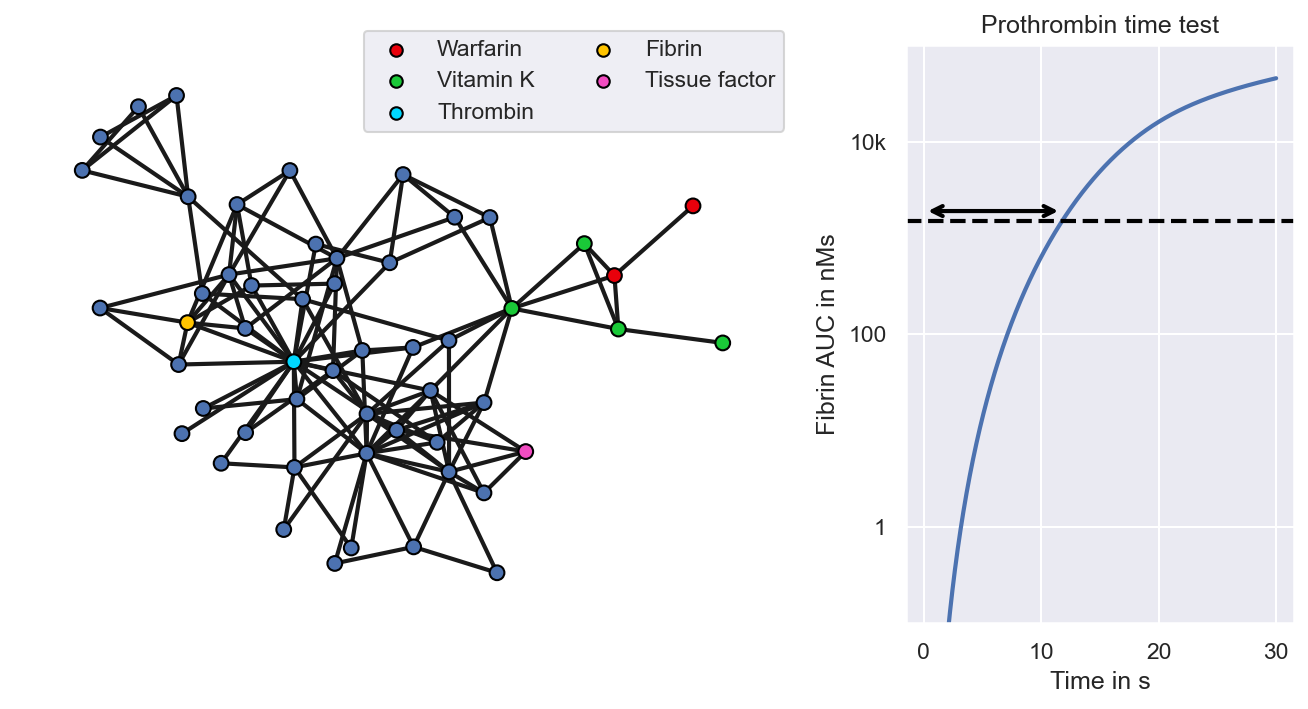 Warfarin
Vitamin K
Thrombin
Fibrin
Tissue factor
Prothrombin time test
Fibrin AUC in nMs
10k
100
1
0 10 20 30
Time in s